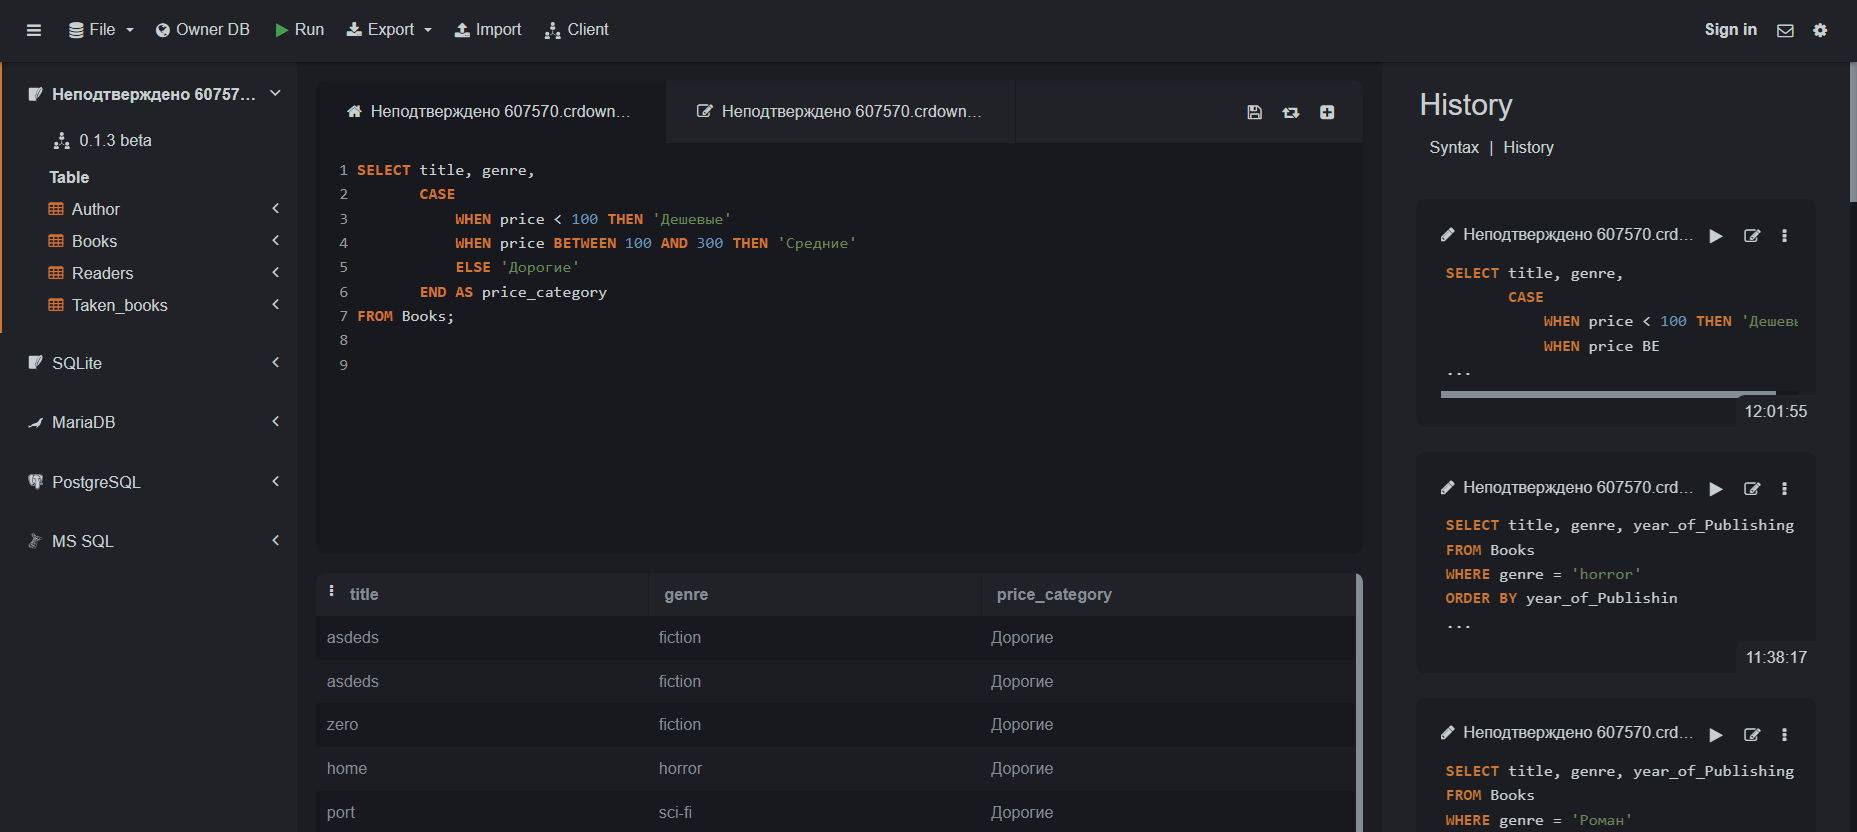 File Owner DB Run Export Import Client Sign in
Неподтверждено 60757...
0.1.3 beta
Table
Author
Books
Readers
Taken_books
SQLite
MariaDB
PostgreSQL
MS SQL
Неподтверждено 607570.crdown... Неподтверждено 607570.crdown...
1 SELECT title, genre,
2 CASE
3 WHEN price < 100 THEN 'Дешевые'
4 WHEN price BETWEEN 100 AND 300 THEN 'Средние'
5 ELSE 'Дорогие'
6 END AS price_category
7 FROM Books;
8
9
title genre price_category
asdeds fiction Дорогие
asdeds fiction Дорогие
zero fiction Дорогие
home horror Дорогие
port sci-fi Дорогие
History
Syntax | History
Неподтверждено 607570.crd...
SELECT title, genre,
CASE
WHEN price < 100 THEN 'Дешевы
WHEN price BE
...
12:01:55
Неподтверждено 607570.crd...
SELECT title, genre, year_of_Publishing
FROM Books
WHERE genre = 'horror'
ORDER BY year_of_Publishin
...
11:38:17
Неподтверждено 607570.crd...
SELECT title, genre, year_of_Publishing
FROM Books
WHERE genre = 'Роман'